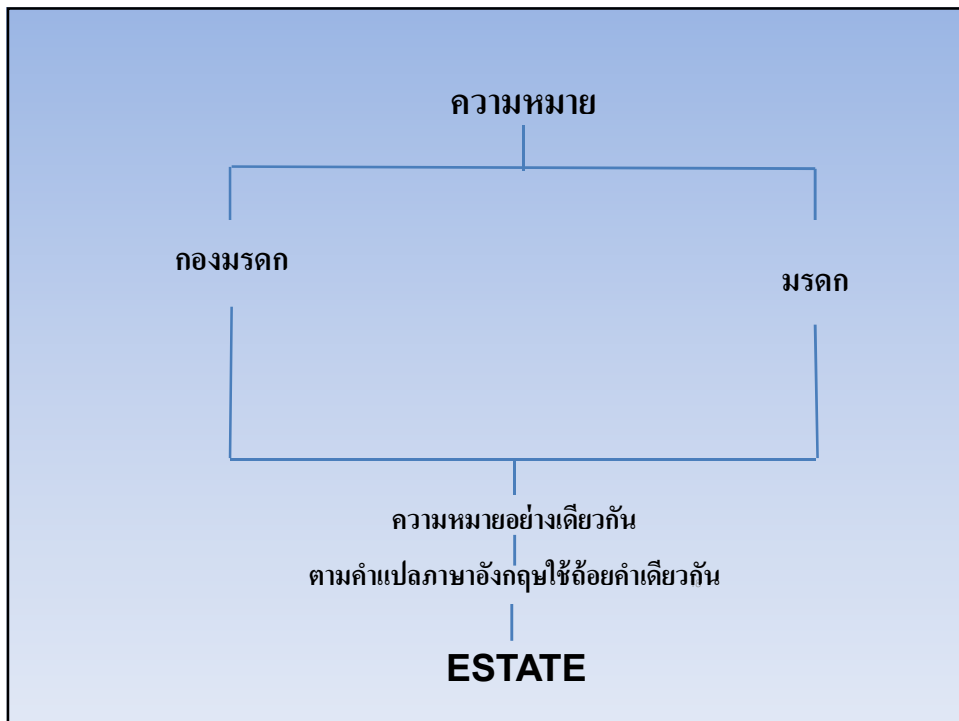 ความหมาย
กองมรดก
มรดก
ความหมายอย่างเดียวกัน
ตามคำแปลภาษาอังกฤษใช้ถ้อยคำเดียวกัน
ESTATE